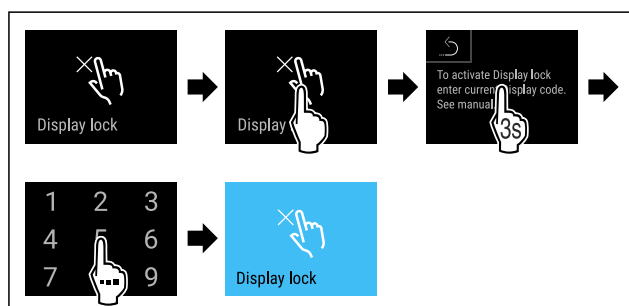 Display lock
Display
To activate Display lock
enter current display code.
See manual.
3s
1 2 3
4 5 6
7 9
Display lock